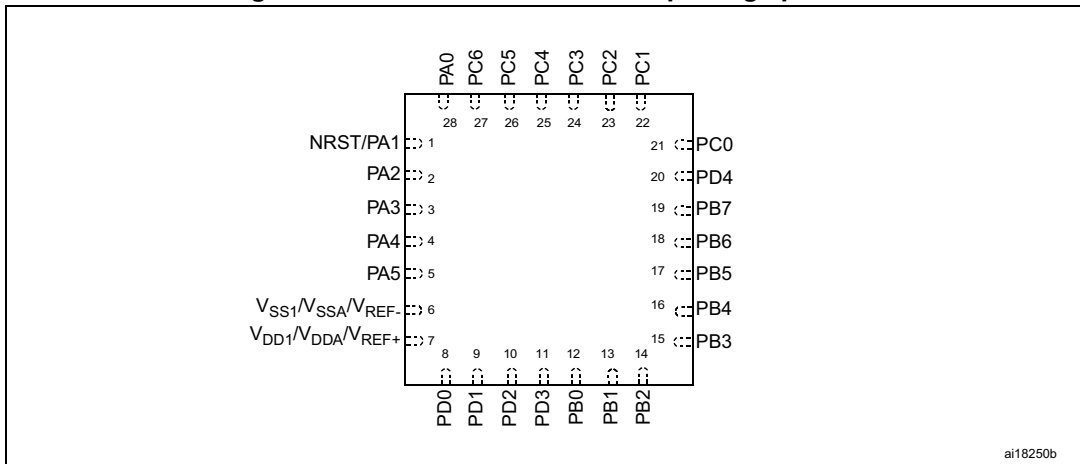 PA0 PC6 PC5 PC4 PC3 PC2 PC1
28 27 26 25 24 23 22
NRST/PA1 1 21 PC0
PA2 2 20 PD4
PA3 3 19 PB7
PA4 4 18 PB6
PA5 5 17 PB5
VSS1/VSSA/VREF- 6 16 PB4
VDD1/VDDA/VREF+ 7 15 PB3
8 9 10 11 12 13 14
PD0 PD1 PD2 PD3 PB0 PB1 PB2
ai18250b